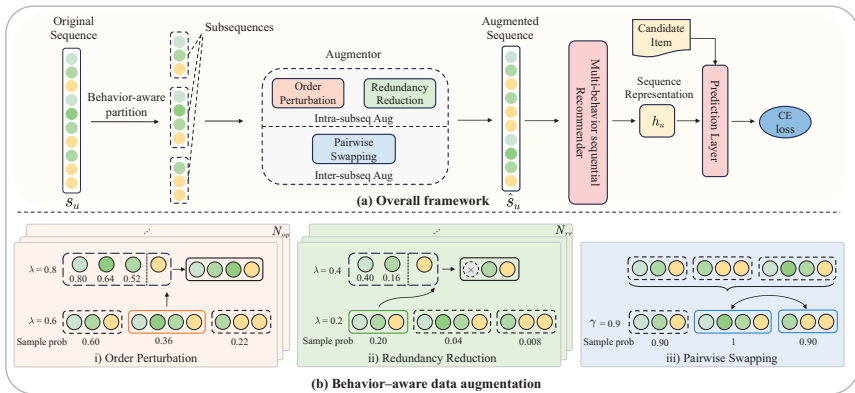 Original
Sequence
Subsequences
Augmented
Sequence
Candidate
Item
Augmentor
Order
Perturbation
Redundancy
Reduction
Intra-subseq Aug
Behavior-aware
partition
Pairwise
Swapping
Inter-subseq Aug
Multi-behavior sequential
Recommender
Sequence
Representation
h_u
Prediction Layer
CE
loss
s_u
ŝ_u
(a) Overall framework
N_op
λ = 0.8
0.80 0.64 0.52
λ = 0.6
Sample prob 0.60 0.36 0.22
i) Order Perturbation
N_rr
λ = 0.4
0.40 0.16
λ = 0.2
Sample prob 0.20 0.04 0.008
ii) Redundancy Reduction
γ = 0.9
Sample prob 0.90 1 0.90
iii) Pairwise Swapping
(b) Behavior–aware data augmentation